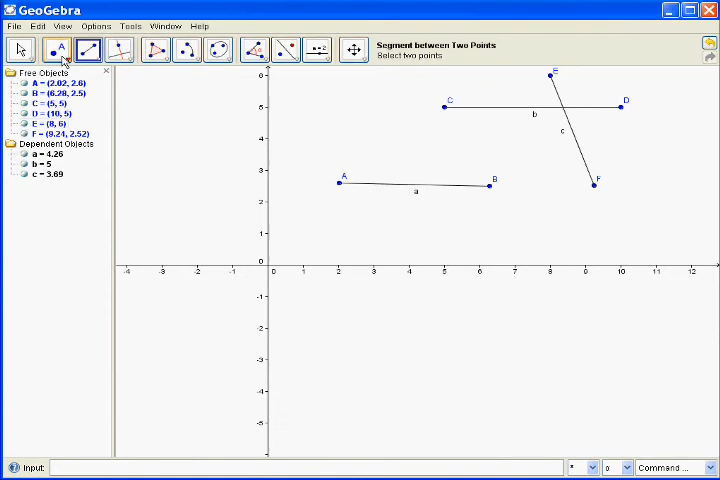 GeoGebra
File Edit View Options Tools Window Help
A
a=2
Segment between Two Points
Select two points
Free Objects
A = (2.02, 2.6)
B = (6.28, 2.5)
C = (5, 5)
D = (10, 5)
E = (8, 6)
F = (9.24, 2.52)
Dependent Objects
a = 4.26
b = 5
c = 3.69
6 E
5 C D
b
4 c
3 A B F
a
2
1
0
-4 -3 -2 -1 0 1 2 3 4 5 6 7 8 9 10 11 12
-1
-2
-3
-4
-5
Input: ² α Command ...